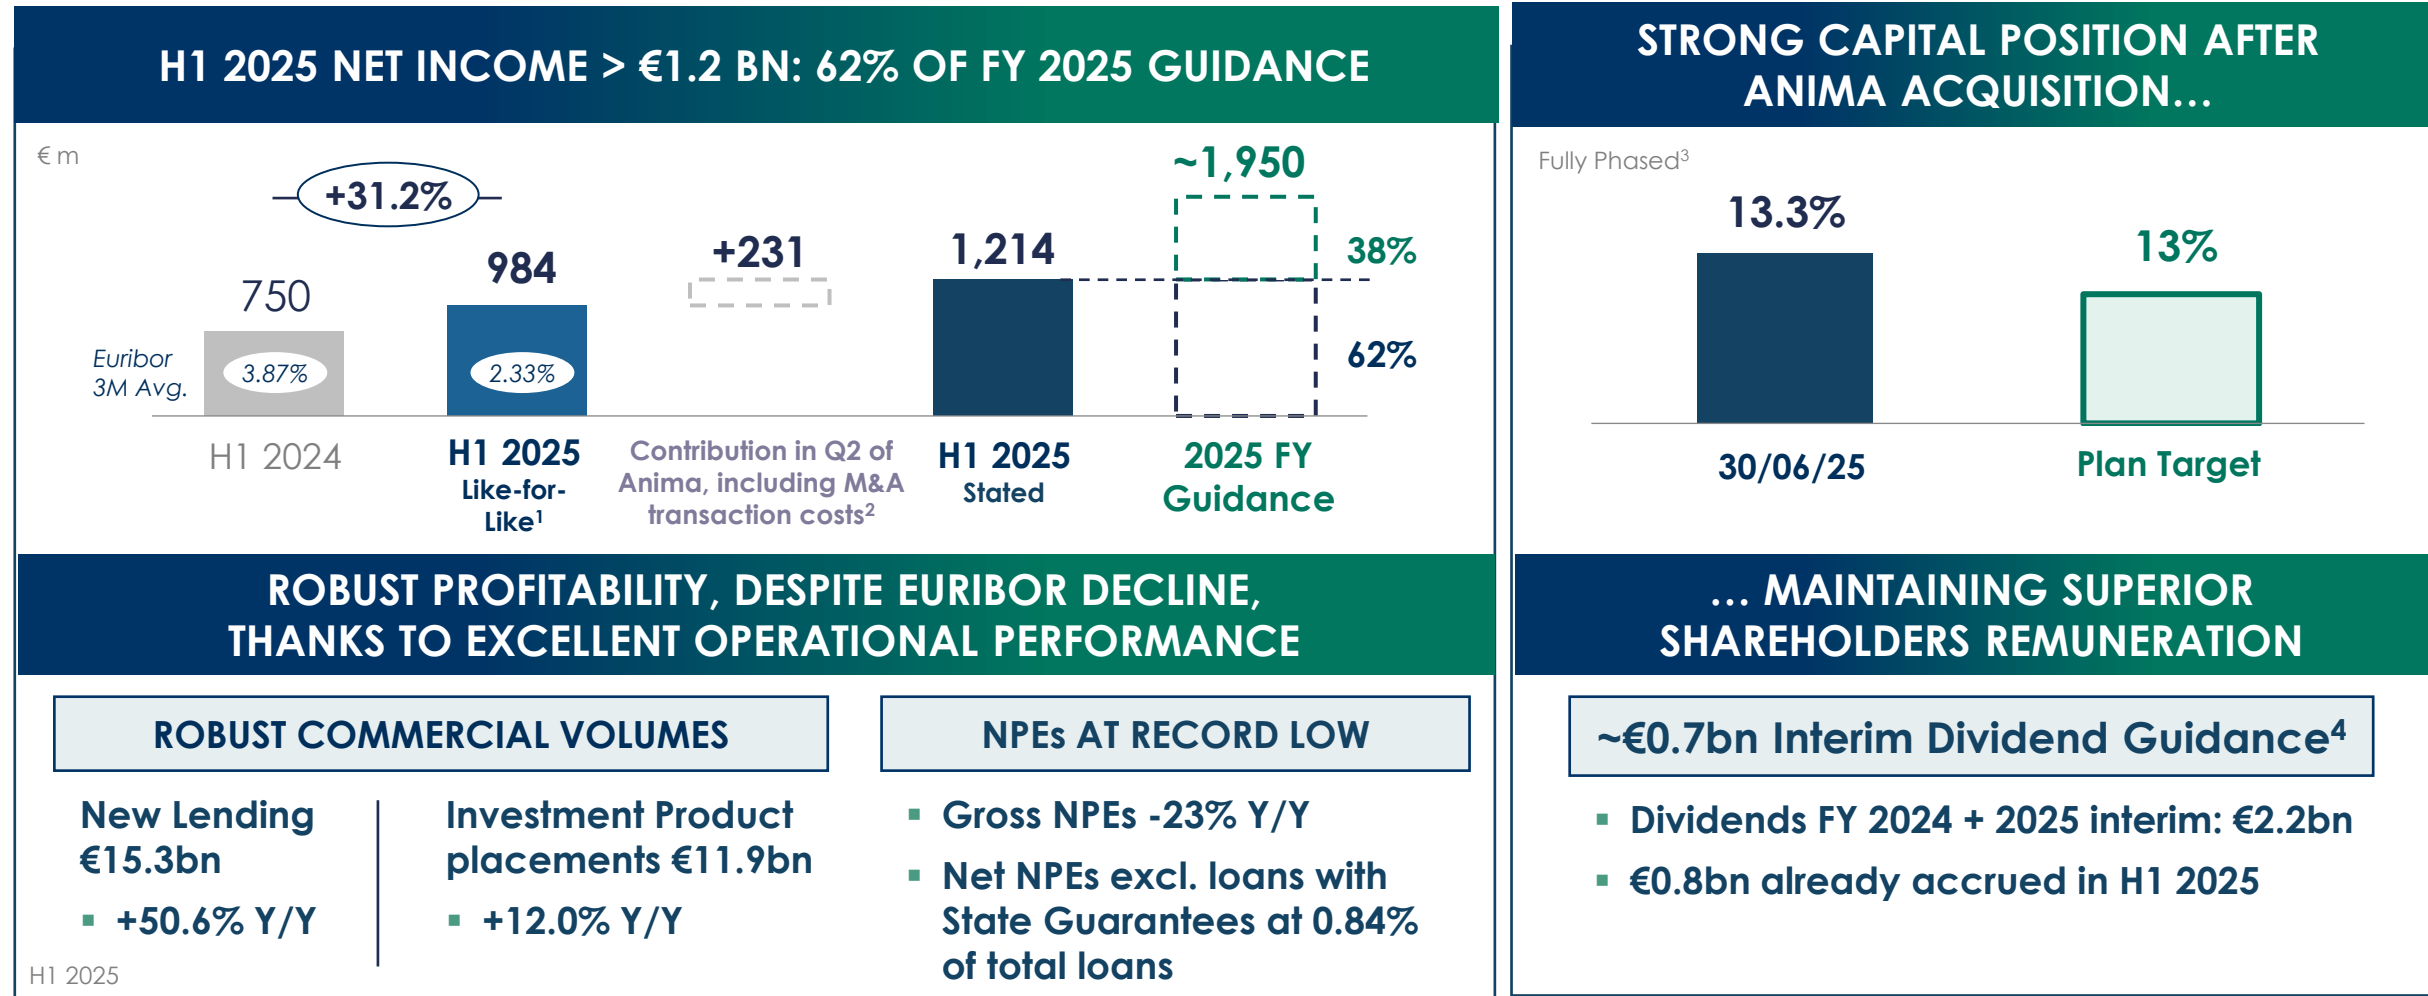 H1 2025 NET INCOME > €1.2 BN: 62% OF FY 2025 GUIDANCE
€ m
+31.2%
750
984
+231
1,214
~1,950
38%
62%
Euribor
3M Avg.
3.87%
2.33%
H1 2024
H1 2025
Like-for-
Like¹
Contribution in Q2 of
Anima, including M&A
transaction costs²
H1 2025
Stated
2025 FY
Guidance
STRONG CAPITAL POSITION AFTER
ANIMA ACQUISITION…
Fully Phased³
13.3%
13%
30/06/25
Plan Target
ROBUST PROFITABILITY, DESPITE EURIBOR DECLINE,
THANKS TO EXCELLENT OPERATIONAL PERFORMANCE
ROBUST COMMERCIAL VOLUMES
New Lending
€15.3bn
▪ +50.6% Y/Y
Investment Product
placements €11.9bn
▪ +12.0% Y/Y
NPEs AT RECORD LOW
▪ Gross NPEs -23% Y/Y
▪ Net NPEs excl. loans with
State Guarantees at 0.84%
of total loans
H1 2025
… MAINTAINING SUPERIOR
SHAREHOLDERS REMUNERATION
~€0.7bn Interim Dividend Guidance⁴
▪ Dividends FY 2024 + 2025 interim: €2.2bn
▪ €0.8bn already accrued in H1 2025